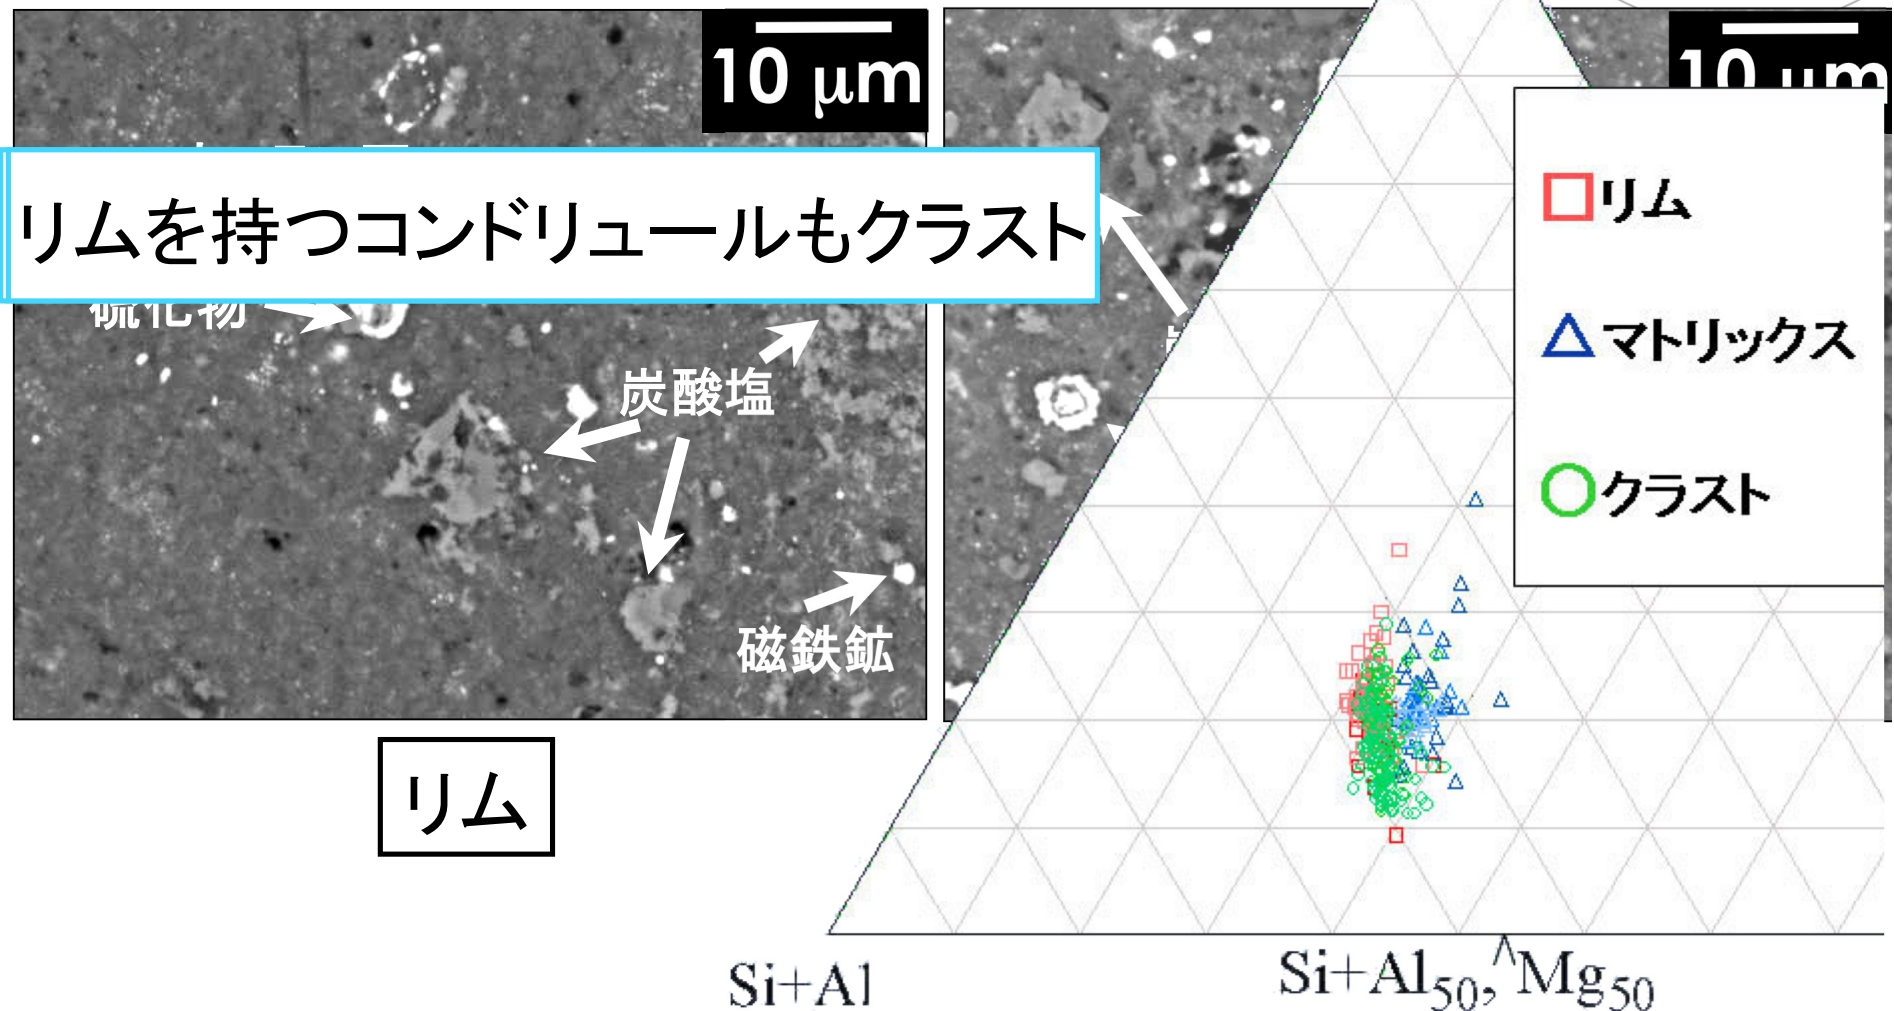 10 μm
10 μm
リムを持つコンドリュールもクラスト
硫化物
炭酸塩
磁鉄鉱
リム
マトリックス
クラスト
リム
Si+Al
Si+Al50, Mg50